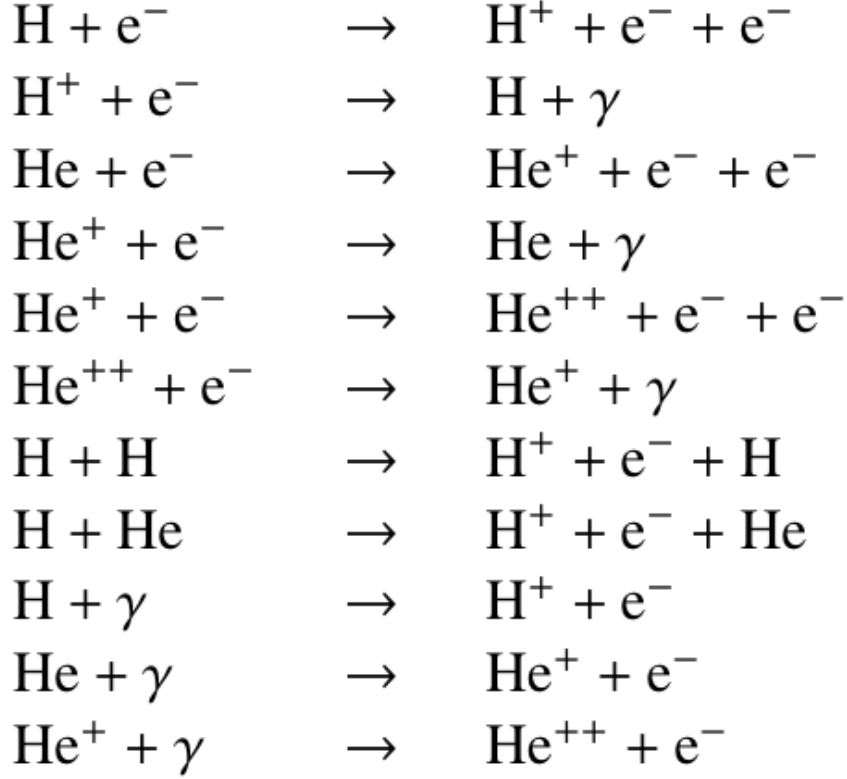 H + e⁻ → H⁺ + e⁻ + e⁻
H⁺ + e⁻ → H + γ
He + e⁻ → He⁺ + e⁻ + e⁻
He⁺ + e⁻ → He + γ
He⁺ + e⁻ → He⁺⁺ + e⁻ + e⁻
He⁺⁺ + e⁻ → He⁺ + γ
H + H → H⁺ + e⁻ + H
H + He → H⁺ + e⁻ + He
H + γ → H⁺ + e⁻
He + γ → He⁺ + e⁻
He⁺ + γ → He⁺⁺ + e⁻